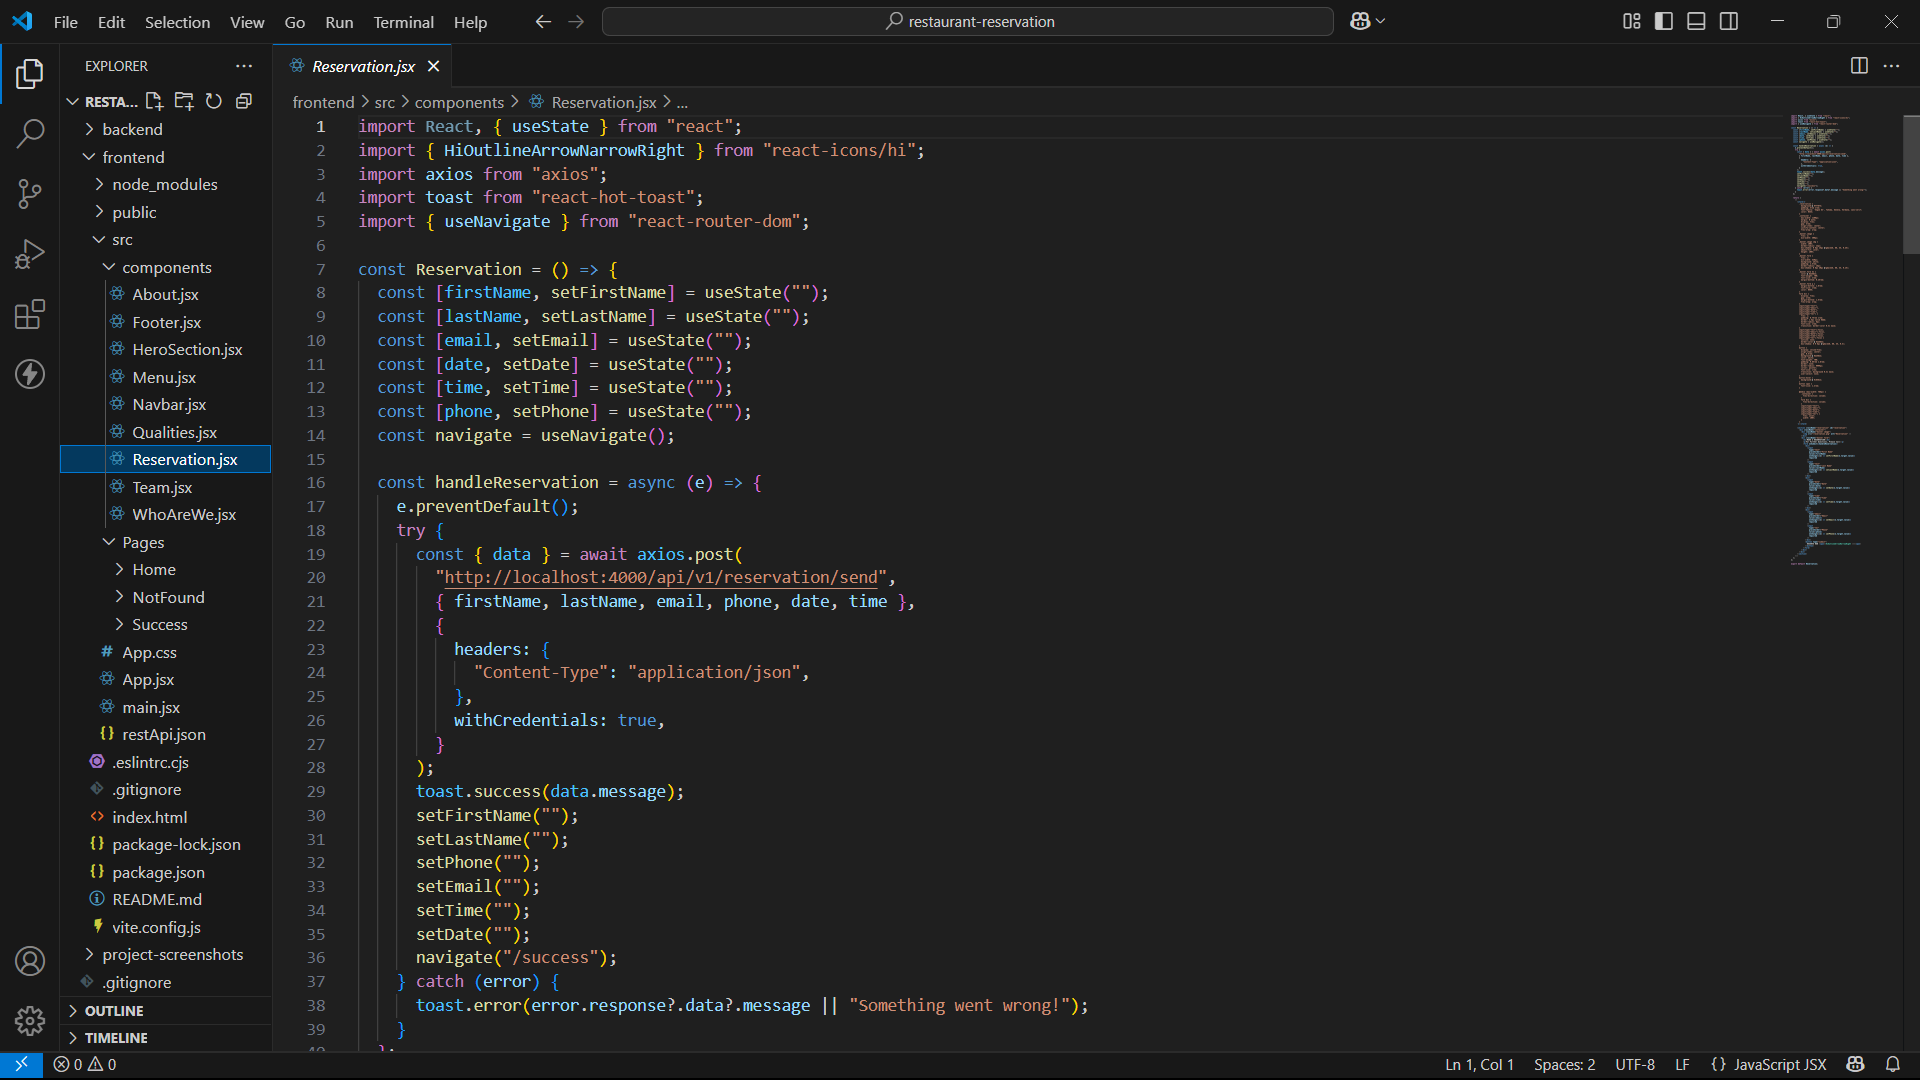 File Edit Selection View Go Run Terminal Help
restaurant-reservation
EXPLORER
Reservation.jsx
RESTA...
frontend > src > components > Reservation.jsx > ...
backend
frontend
node_modules
public
src
components
About.jsx
Footer.jsx
HeroSection.jsx
Menu.jsx
Navbar.jsx
Qualities.jsx
Reservation.jsx
Team.jsx
WhoAreWe.jsx
Pages
Home
NotFound
Success
# App.css
App.jsx
main.jsx
{} restApi.json
.eslintrc.cjs
.gitignore
<> index.html
{} package-lock.json
{} package.json
README.md
vite.config.js
project-screenshots
.gitignore
OUTLINE
TIMELINE
1 import React, { useState } from "react";
2 import { HiOutlineArrowNarrowRight } from "react-icons/hi";
3 import axios from "axios";
4 import toast from "react-hot-toast";
5 import { useNavigate } from "react-router-dom";
6
7 const Reservation = () => {
8   const [firstName, setFirstName] = useState("");
9   const [lastName, setLastName] = useState("");
10   const [email, setEmail] = useState("");
11   const [date, setDate] = useState("");
12   const [time, setTime] = useState("");
13   const [phone, setPhone] = useState("");
14   const navigate = useNavigate();
15
16   const handleReservation = async (e) => {
17     e.preventDefault();
18     try {
19       const { data } = await axios.post(
20         "http://localhost:4000/api/v1/reservation/send",
21         { firstName, lastName, email, phone, date, time },
22         {
23           headers: {
24             "Content-Type": "application/json",
25           },
26           withCredentials: true,
27         }
28       );
29       toast.success(data.message);
30       setFirstName("");
31       setLastName("");
32       setPhone("");
33       setEmail("");
34       setTime("");
35       setDate("");
36       navigate("/success");
37     } catch (error) {
38       toast.error(error.response?.data?.message || "Something went wrong!");
39     }
0 0
Ln 1, Col 1 Spaces: 2 UTF-8 LF {} JavaScript JSX